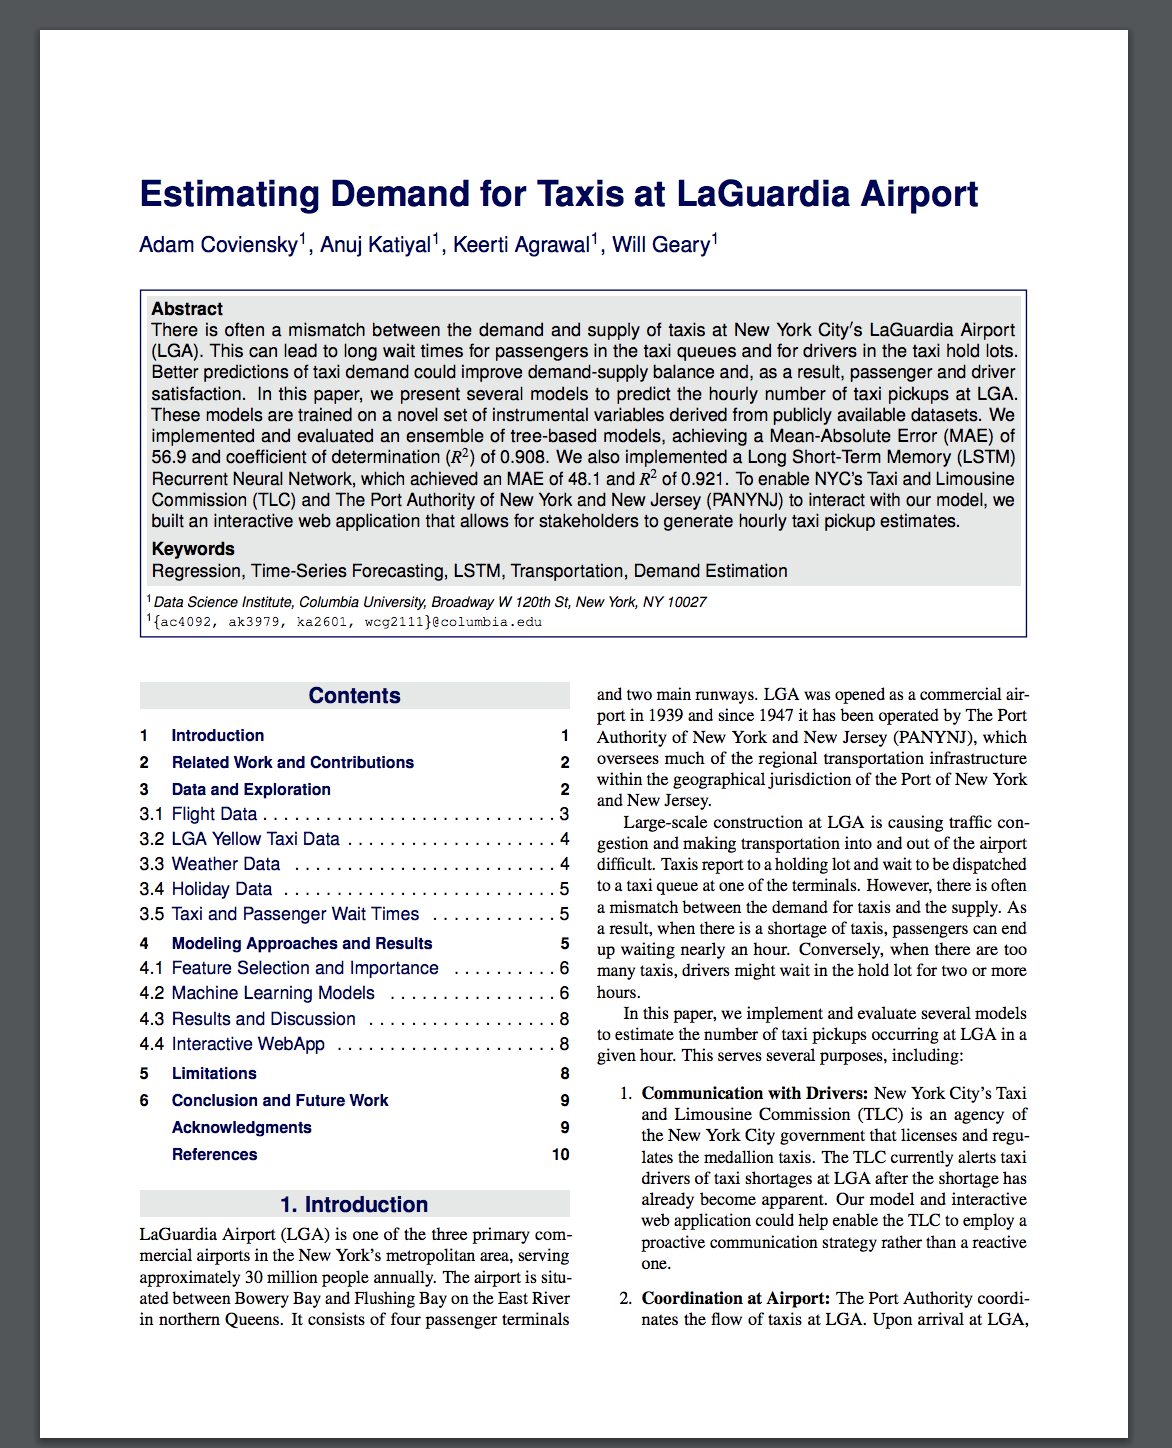 Estimating Demand for Taxis at LaGuardia Airport
Adam Coviensky1, Anuj Katiyal1, Keerti Agrawal1, Will Geary1
Abstract
There is often a mismatch between the demand and supply of taxis at New York City's LaGuardia Airport
(LGA). This can lead to long wait times for passengers in the taxi queues and for drivers in the taxi hold lots.
Better predictions of taxi demand could improve demand-supply balance and, as a result, passenger and driver
satisfaction. In this paper, we present several models to predict the hourly number of taxi pickups at LGA.
These models are trained on a novel set of instrumental variables derived from publicly available datasets. We
implemented and evaluated an ensemble of tree-based models, achieving a Mean-Absolute Error (MAE) of
56.9 and coefficient of determination (R²) of 0.908. We also implemented a Long Short-Term Memory (LSTM)
Recurrent Neural Network, which achieved an MAE of 48.1 and R² of 0.921. To enable NYC's Taxi and Limousine
Commission (TLC) and The Port Authority of New York and New Jersey (PANYNJ) to interact with our model, we
built an interactive web application that allows for stakeholders to generate hourly taxi pickup estimates.
Keywords
Regression, Time-Series Forecasting, LSTM, Transportation, Demand Estimation
1 Data Science Institute, Columbia University, Broadway W 120th St, New York, NY 10027
1{ac4092, ak3979, ka2601, wcg2111}@columbia.edu
Contents
1 Introduction 1
2 Related Work and Contributions 2
3 Data and Exploration 2
3.1 Flight Data . . . . . . . . . . . . . . . . . . . . . . . . . . . . 3
3.2 LGA Yellow Taxi Data . . . . . . . . . . . . . . . . . . . . 4
3.3 Weather Data . . . . . . . . . . . . . . . . . . . . . . . . . 4
3.4 Holiday Data . . . . . . . . . . . . . . . . . . . . . . . . . . 5
3.5 Taxi and Passenger Wait Times . . . . . . . . . . . . 5
4 Modeling Approaches and Results 5
4.1 Feature Selection and Importance . . . . . . . . . . 6
4.2 Machine Learning Models . . . . . . . . . . . . . . . . 6
4.3 Results and Discussion . . . . . . . . . . . . . . . . . . 8
4.4 Interactive WebApp . . . . . . . . . . . . . . . . . . . . . 8
5 Limitations 8
6 Conclusion and Future Work 9
Acknowledgments 9
References 10
1. Introduction
LaGuardia Airport (LGA) is one of the three primary com-
mercial airports in the New York's metropolitan area, serving
approximately 30 million people annually. The airport is situ-
ated between Bowery Bay and Flushing Bay on the East River
in northern Queens. It consists of four passenger terminals
and two main runways. LGA was opened as a commercial air-
port in 1939 and since 1947 it has been operated by The Port
Authority of New York and New Jersey (PANYNJ), which
oversees much of the regional transportation infrastructure
within the geographical jurisdiction of the Port of New York
and New Jersey.
Large-scale construction at LGA is causing traffic con-
gestion and making transportation into and out of the airport
difficult. Taxis report to a holding lot and wait to be dispatched
to a taxi queue at one of the terminals. However, there is often
a mismatch between the demand for taxis and the supply. As
a result, when there is a shortage of taxis, passengers can end
up waiting nearly an hour. Conversely, when there are too
many taxis, drivers might wait in the hold lot for two or more
hours.
In this paper, we implement and evaluate several models
to estimate the number of taxi pickups occurring at LGA in a
given hour. This serves several purposes, including:
1. Communication with Drivers: New York City's Taxi
and Limousine Commission (TLC) is an agency of
the New York City government that licenses and regu-
lates the medallion taxis. The TLC currently alerts taxi
drivers of taxi shortages at LGA after the shortage has
already become apparent. Our model and interactive
web application could help enable the TLC to employ a
proactive communication strategy rather than a reactive
one.
2. Coordination at Airport: The Port Authority coordi-
nates the flow of taxis at LGA. Upon arrival at LGA,